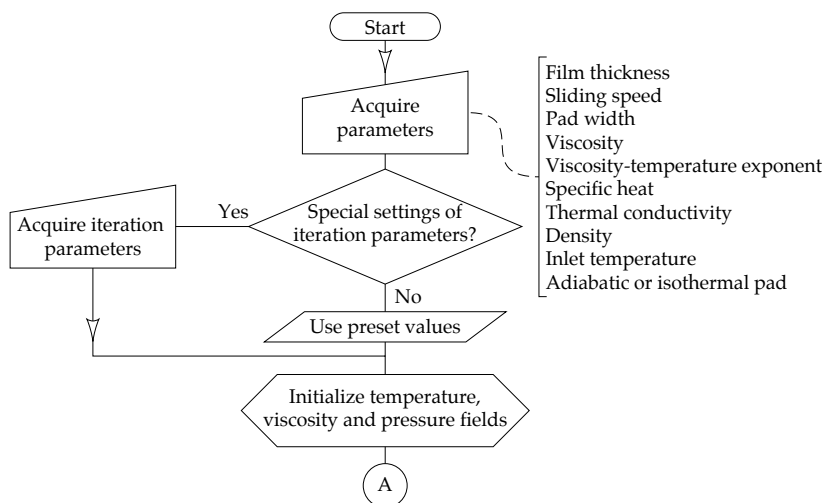 Start
Acquire
parameters
Film thickness
Sliding speed
Pad width
Viscosity
Viscosity-temperature exponent
Specific heat
Thermal conductivity
Density
Inlet temperature
Adiabatic or isothermal pad
Special settings of
iteration parameters?
Yes
Acquire iteration
parameters
No
Use preset values
Initialize temperature,
viscosity and pressure fields
A